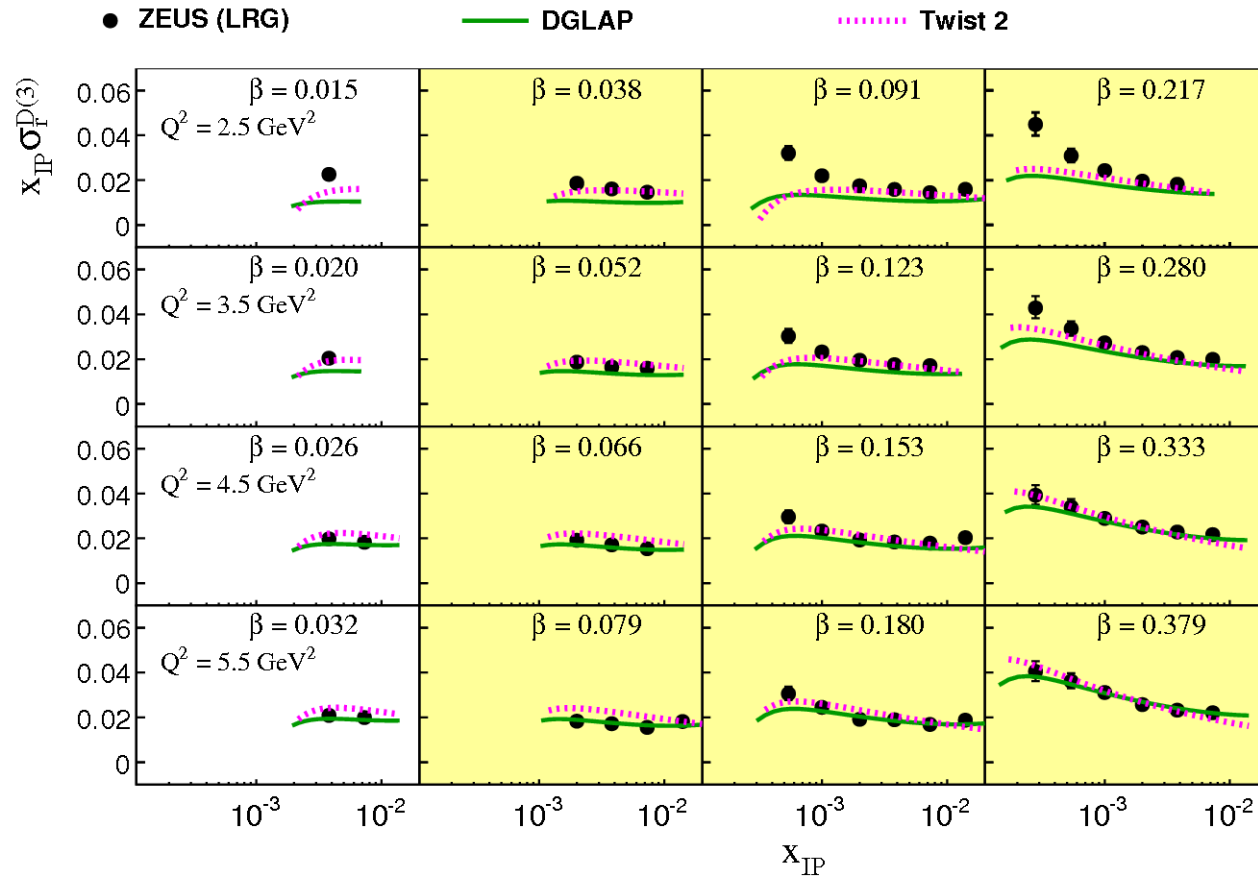 ZEUS (LRG) DGLAP Twist 2
x_IP σ_r^D(3)
0.06 β = 0.015 β = 0.038 β = 0.091 β = 0.217
Q² = 2.5 GeV²
0.04
0.02
0
0.06 β = 0.020 β = 0.052 β = 0.123 β = 0.280
Q² = 3.5 GeV²
0.04
0.02
0
0.06 β = 0.026 β = 0.066 β = 0.153 β = 0.333
Q² = 4.5 GeV²
0.04
0.02
0
0.06 β = 0.032 β = 0.079 β = 0.180 β = 0.379
Q² = 5.5 GeV²
0.04
0.02
0
10⁻³ 10⁻² 10⁻³ 10⁻² 10⁻³ 10⁻² 10⁻³ 10⁻²
x_IP